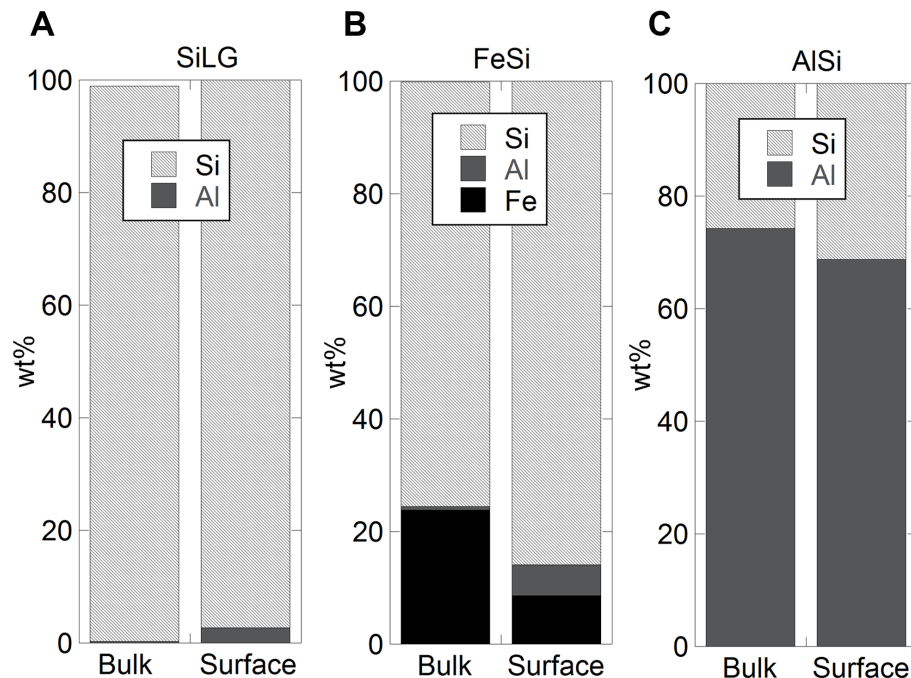 A
SiLG
100
80
60
40
20
0
wt%
Si
Al
Bulk
Surface
B
FeSi
100
80
60
40
20
0
wt%
Si
Al
Fe
Bulk
Surface
C
AlSi
100
80
60
40
20
0
wt%
Si
Al
Bulk
Surface